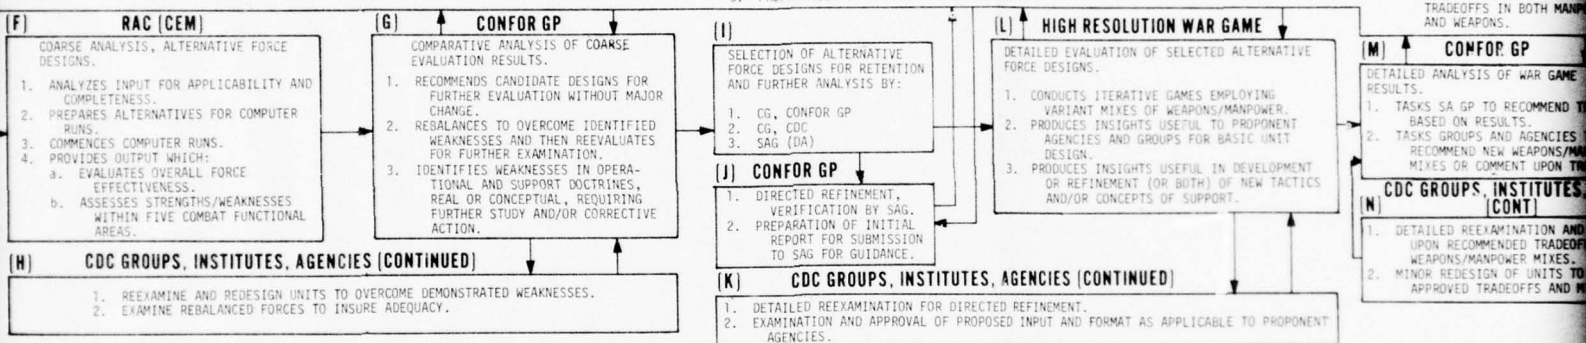 TRADEOFFS IN BOTH
AND WEAPONS.
(F) RAC (CEM)
COARSE ANALYSIS, ALTERNATIVE FORCE
DESIGNS.
1. ANALYZES INPUT FOR APPLICABILITY AND
COMPLETENESS.
2. PREPARES ALTERNATIVES FOR COMPUTER
RUNS.
3. COMMENCES COMPUTER RUNS.
4. PROVIDES OUTPUT WHICH:
a. EVALUATES OVERALL FORCE
EFFECTIVENESS.
b. ASSESSES STRENGTHS/WEAKNESSES
WITHIN FIVE COMBAT FUNCTIONAL
AREAS.
(G) CONFOR GP
COMPARATIVE ANALYSIS OF COARSE
EVALUATION RESULTS.
1. RECOMMENDS CANDIDATE DESIGNS FOR
FURTHER EVALUATION WITHOUT MAJOR
CHANGE.
2. REBALANCES TO OVERCOME IDENTIFIED
WEAKNESSES AND THEN REEVALUATES
FOR FURTHER EXAMINATION.
3. IDENTIFIES WEAKNESSES IN OPERA-
TIONAL AND SUPPORT DOCTRINES,
REAL OR CONCEPTUAL, REQUIRING
FURTHER STUDY AND/OR CORRECTIVE
ACTION.
(H) CDC GROUPS, INSTITUTES, AGENCIES (CONTINUED)
1. REEXAMINE AND REDESIGN UNITS TO OVERCOME DEMONSTRATED WEAKNESSES.
2. EXAMINE REBALANCED FORCES TO INSURE ADEQUACY.
(I)
SELECTION OF ALTERNATIVE
FORCE DESIGNS FOR RETENTION
AND FURTHER ANALYSIS BY:
1. CG, CONFOR GP
2. CG, CDC
3. SAG (DA)
(J) CONFOR GP
1. DIRECTED REFINEMENT,
VERIFICATION BY SAG.
2. PREPARATION OF INITIAL
REPORT FOR SUBMISSION
TO SAG FOR GUIDANCE.
(K) CDC GROUPS, INSTITUTES, AGENCIES (CONTINUED)
1. DETAILED REEXAMINATION FOR DIRECTED REFINEMENT.
2. EXAMINATION AND APPROVAL OF PROPOSED INPUT AND FORMAT AS APPLICABLE TO PROPONENT
AGENCIES.
(L) HIGH RESOLUTION WAR GAME
DETAILED EVALUATION OF SELECTED ALTERNATIVE
FORCE DESIGNS.
1. CONDUCTS ITERATIVE GAMES EMPLOYING
VARIANT MIXES OF WEAPONS/MANPOWER.
2. PRODUCES INSIGHTS USEFUL TO PROPONENT
AGENCIES AND GROUPS FOR BASIC UNIT
DESIGN.
3. PRODUCES INSIGHTS USEFUL IN DEVELOPMENT
OR REFINEMENT (OR BOTH) OF NEW TACTICS
AND/OR CONCEPTS OF SUPPORT.
(M) CONFOR GP
DETAILED ANALYSIS OF WAR GAME
RESULTS.
1. TASKS SA GP TO RECOMMEND
BASED ON RESULTS.
2. TASKS GROUPS AND AGENCIES
RECOMMEND NEW WEAPONS/
MIXES OR COMMENT UPON
CDC GROUPS, INSTITUTES,
(N) (CONT)
1. DETAILED REEXAMINATION AND
UPON RECOMMENDED
WEAPONS/MANPOWER MIXES.
2. MINOR REDESIGN OF UNITS TO
APPROVED TRADEOFFS AND